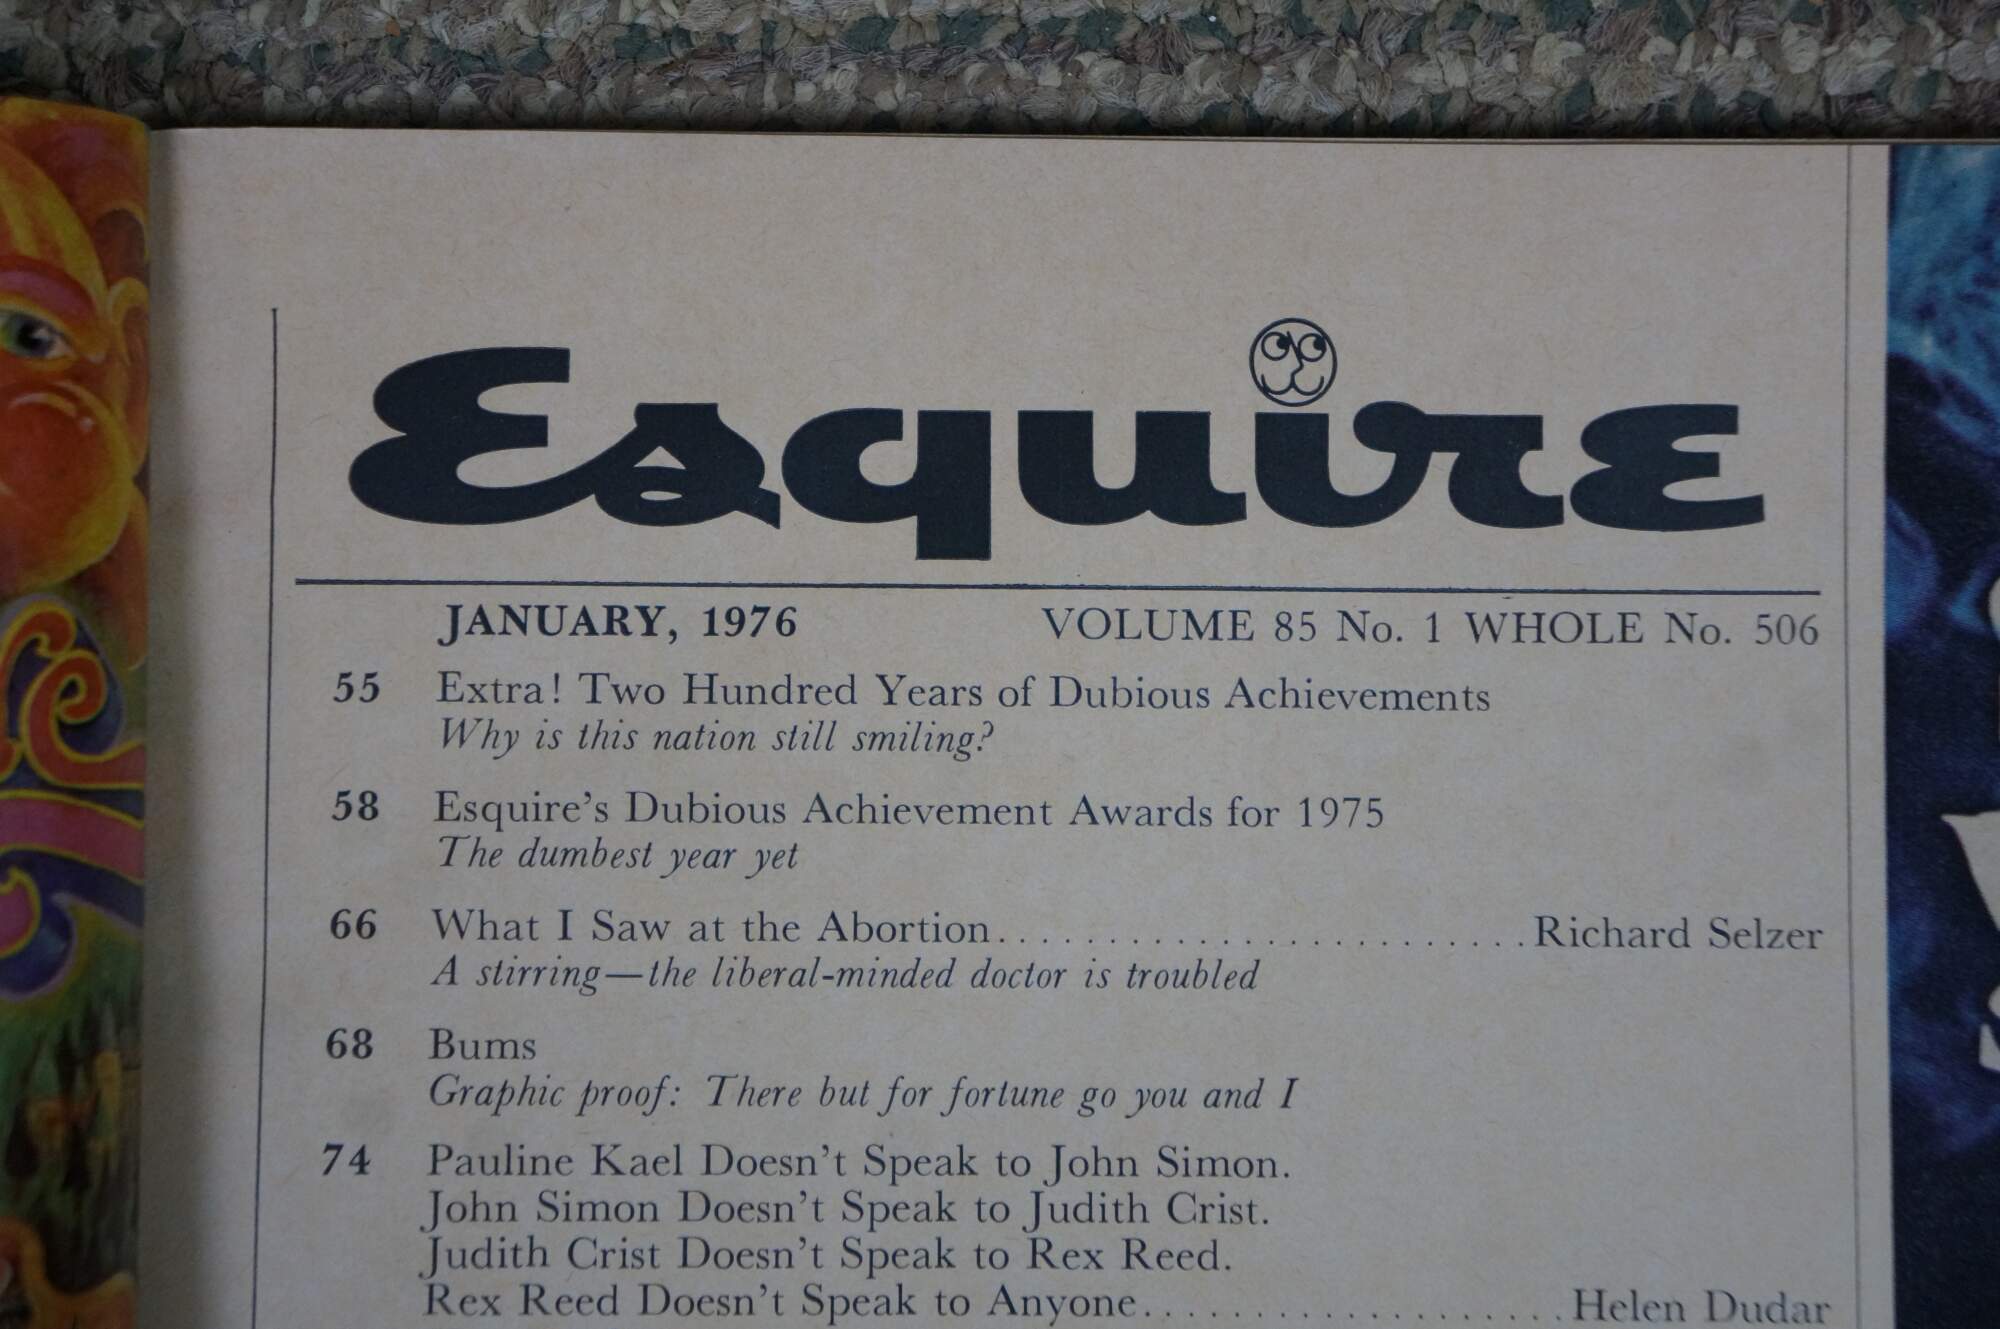 Esquire
JANUARY, 1976 VOLUME 85 No. 1 WHOLE No. 506
55 Extra! Two Hundred Years of Dubious Achievements
Why is this nation still smiling?
58 Esquire's Dubious Achievement Awards for 1975
The dumbest year yet
66 What I Saw at the Abortion........................Richard Selzer
A stirring—the liberal-minded doctor is troubled
68 Bums
Graphic proof: There but for fortune go you and I
74 Pauline Kael Doesn't Speak to John Simon.
John Simon Doesn't Speak to Judith Crist.
Judith Crist Doesn't Speak to Rex Reed.
Rex Reed Doesn't Speak to Anyone...................Helen Dudar